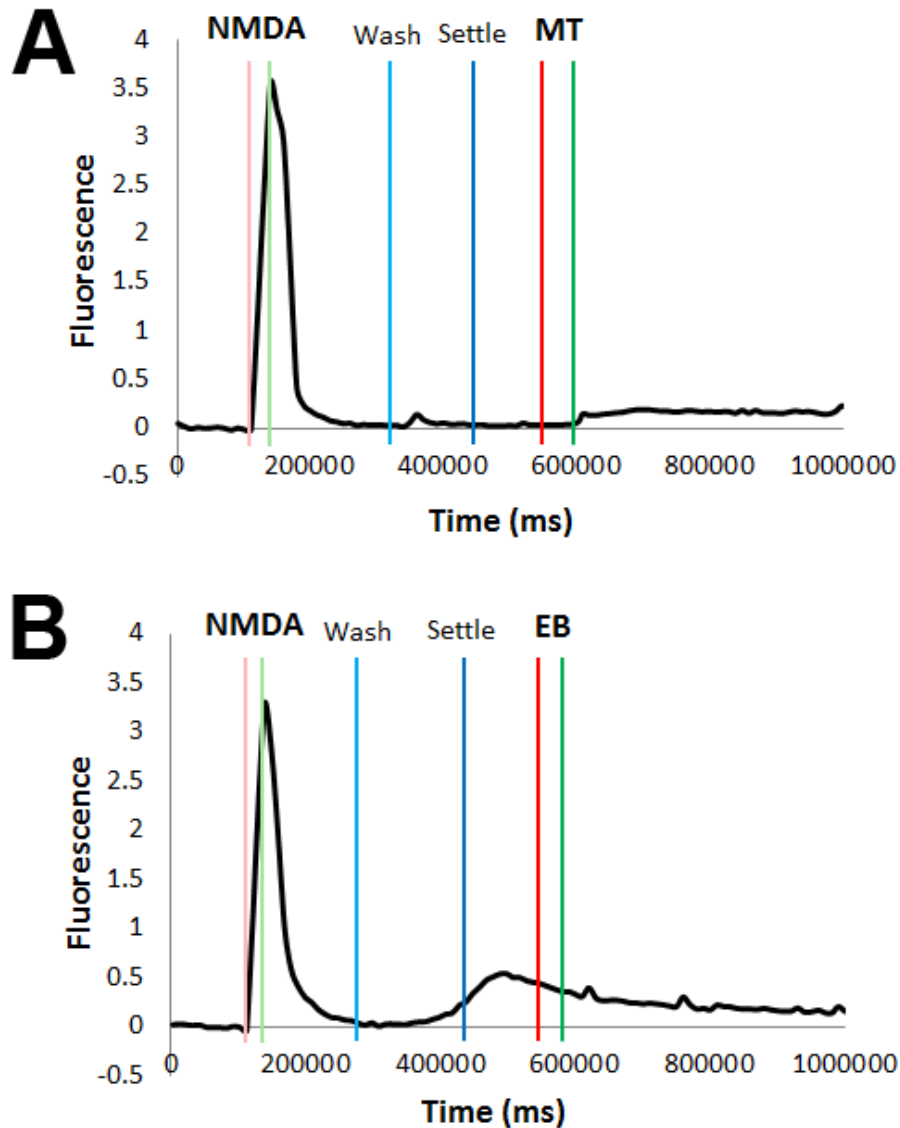 A
NMDA Wash Settle MT
4
3.5
3
2.5
2
1.5
1
0.5
0
-0.5
Fluorescence
0 200000 400000 600000 800000 1000000
Time (ms)
B
NMDA Wash Settle EB
4
3.5
3
2.5
2
1.5
1
0.5
0
-0.5
Fluorescence
0 200000 400000 600000 800000 1000000
Time (ms)